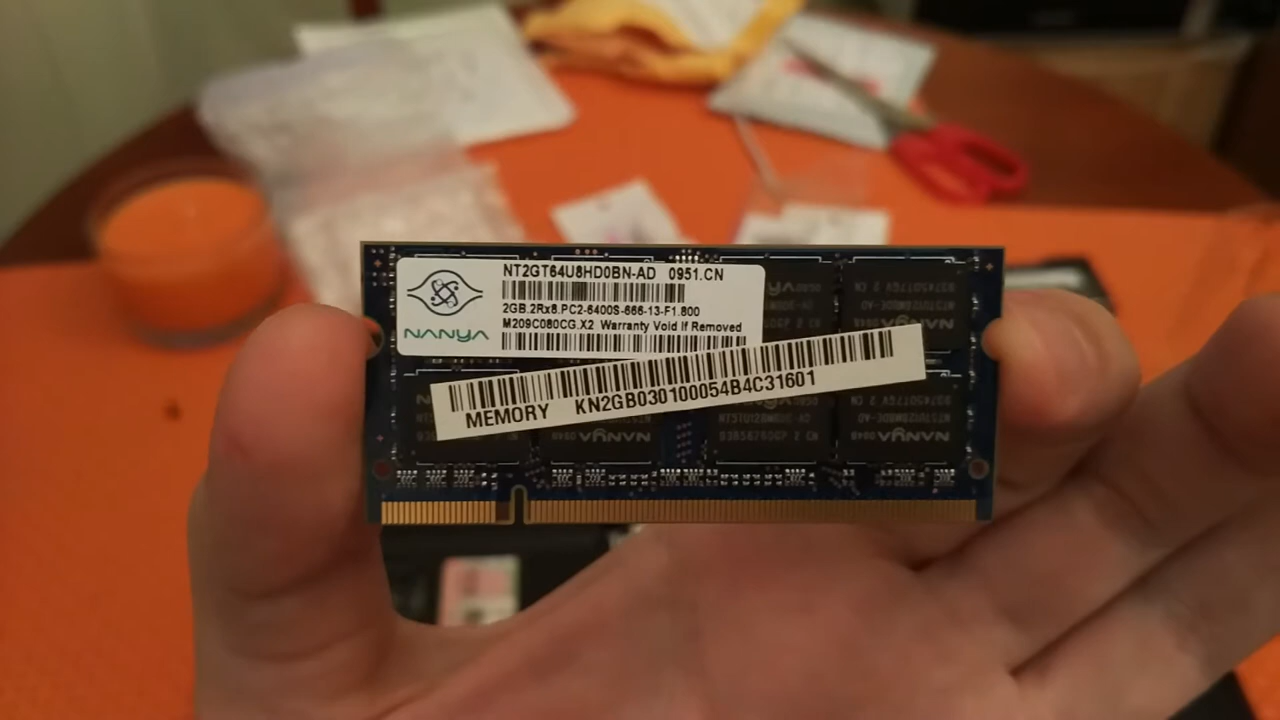 NT2GT64U8HD0BN-AD 0951.CN
2GB.2Rx8.PC2-6400S-666-13-F1.800
M209C080CG.X2 Warranty Void If Removed
NANYA
MEMORY KN2GB030100054B4C31601
NANYA
NANYA
NANYA